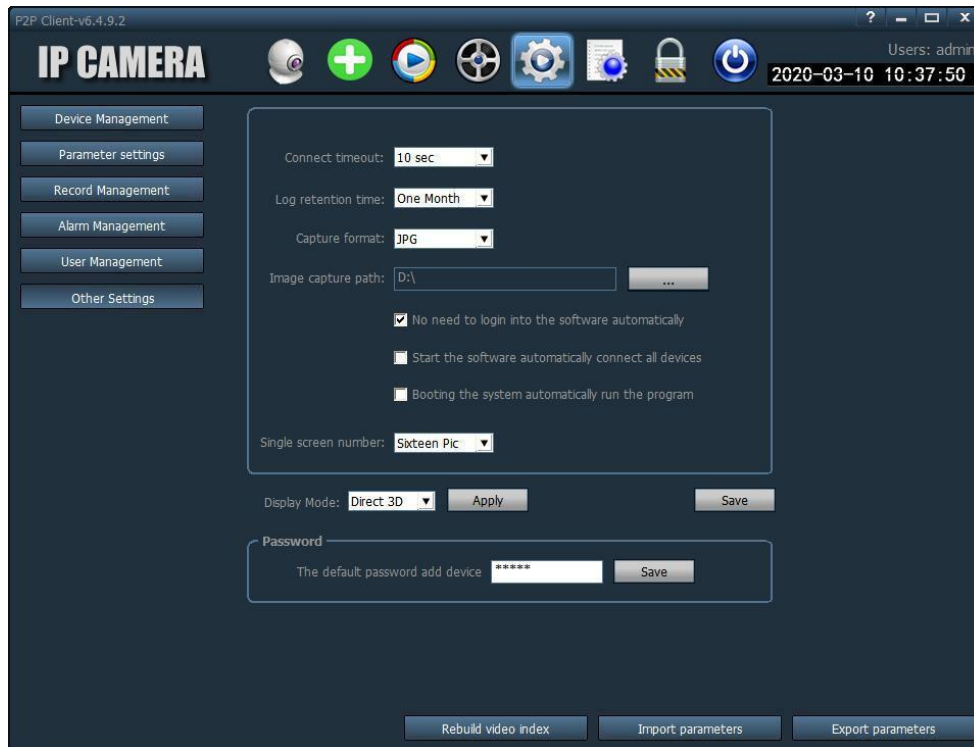 P2P Client-v6.4.9.2
IP CAMERA
Users: admin
2020-03-10 10:37:50
Device Management
Parameter settings
Record Management
Alarm Management
User Management
Other Settings
Connect timeout: 10 sec
Log retention time: One Month
Capture format: JPG
Image capture path: D:\ ...
No need to login into the software automatically
Start the software automatically connect all devices
Booting the system automatically run the program
Single screen number: Sixteen Pic
Display Mode: Direct 3D Apply Save
Password
The default password add device ***** Save
Rebuild video index Import parameters Export parameters